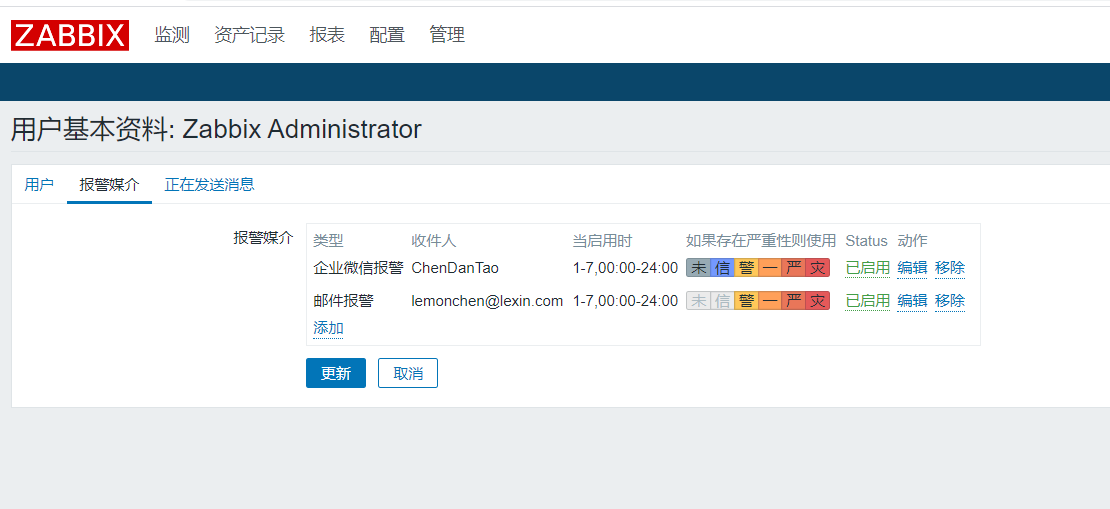 ZABBIX 监测 资产记录 报表 配置 管理
用户基本资料: Zabbix Administrator
用户 报警媒介 正在发送消息
报警媒介 类型 收件人 当启用时 如果存在严重性则使用 Status 动作
企业微信报警 ChenDanTao 1-7,00:00-24:00 未 信 警 一 严 灾 已启用 编辑 移除
邮件报警 lemonchen@lexin.com 1-7,00:00-24:00 未 信 警 一 严 灾 已启用 编辑 移除
添加
更新 取消